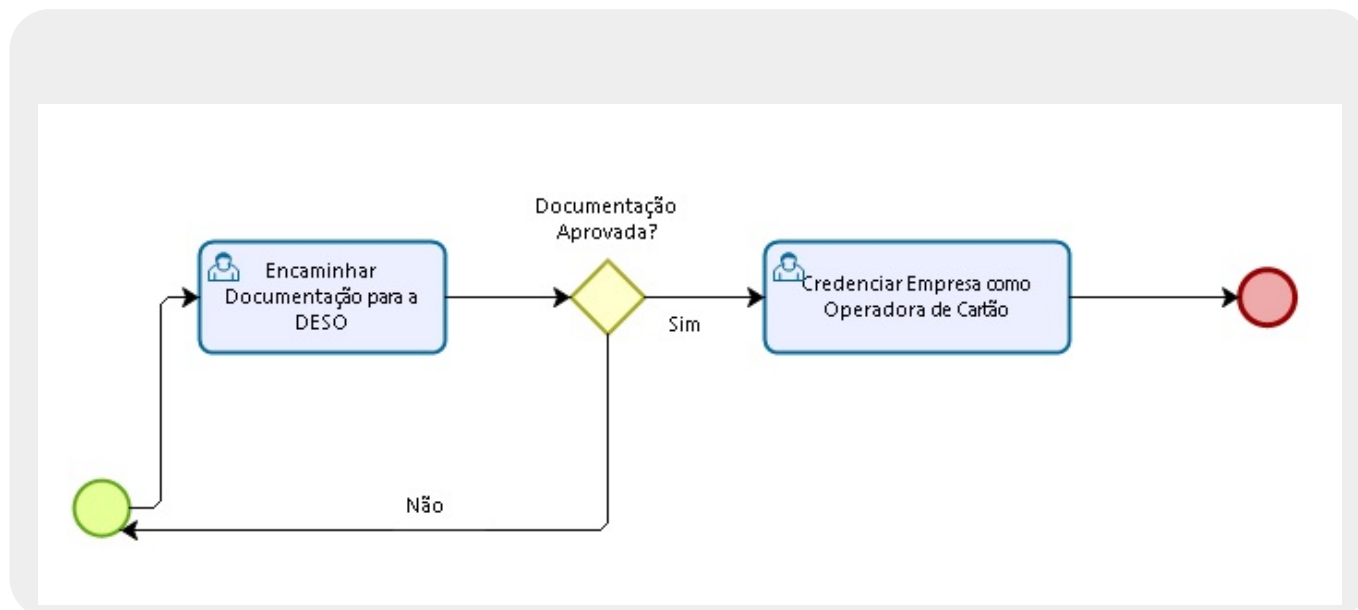 Documentação
Aprovada?
Encaminhar
Documentação para a
DESO
Sim
Credenciar Empresa como
Operadora de Cartão
Não